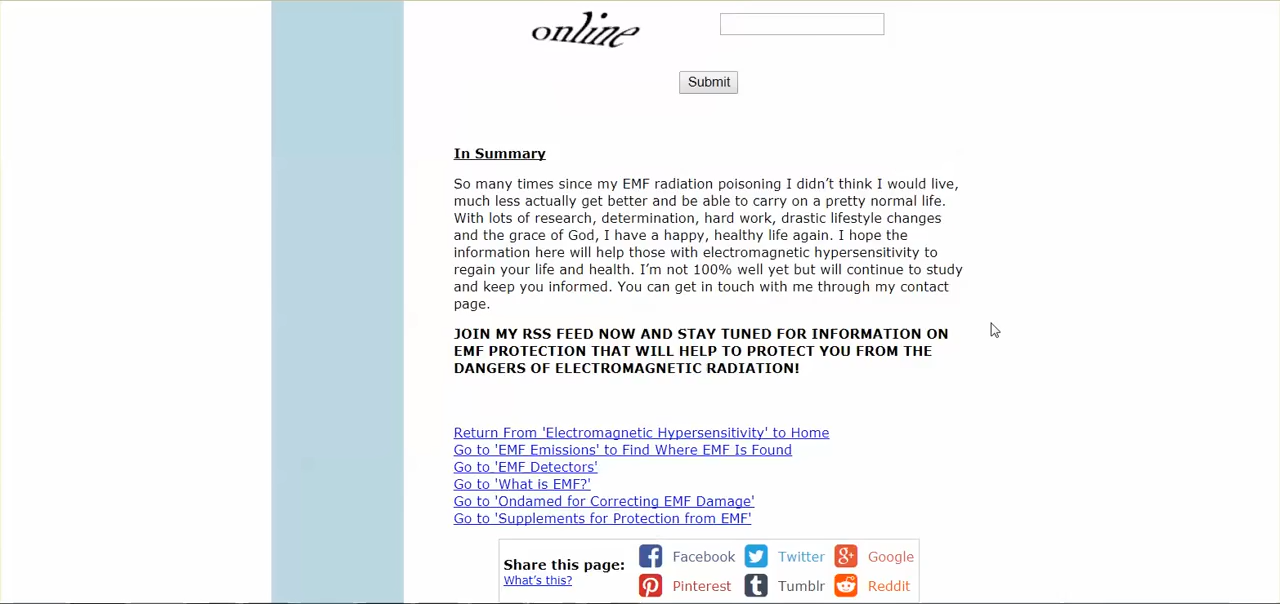 online
Submit
In Summary
So many times since my EMF radiation poisoning I didn’t think I would live,
much less actually get better and be able to carry on a pretty normal life.
With lots of research, determination, hard work, drastic lifestyle changes
and the grace of God, I have a happy, healthy life again. I hope the
information here will help those with electromagnetic hypersensitivity to
regain your life and health. I’m not 100% well yet but will continue to study
and keep you informed. You can get in touch with me through my contact
page.
JOIN MY RSS FEED NOW AND STAY TUNED FOR INFORMATION ON
EMF PROTECTION THAT WILL HELP TO PROTECT YOU FROM THE
DANGERS OF ELECTROMAGNETIC RADIATION!
Return From 'Electromagnetic Hypersensitivity' to Home
Go to 'EMF Emissions' to Find Where EMF Is Found
Go to 'EMF Detectors'
Go to 'What is EMF?'
Go to 'Ondamed for Correcting EMF Damage'
Go to 'Supplements for Protection from EMF'
Share this page:
What’s this?
Facebook Twitter Google
Pinterest Tumblr Reddit